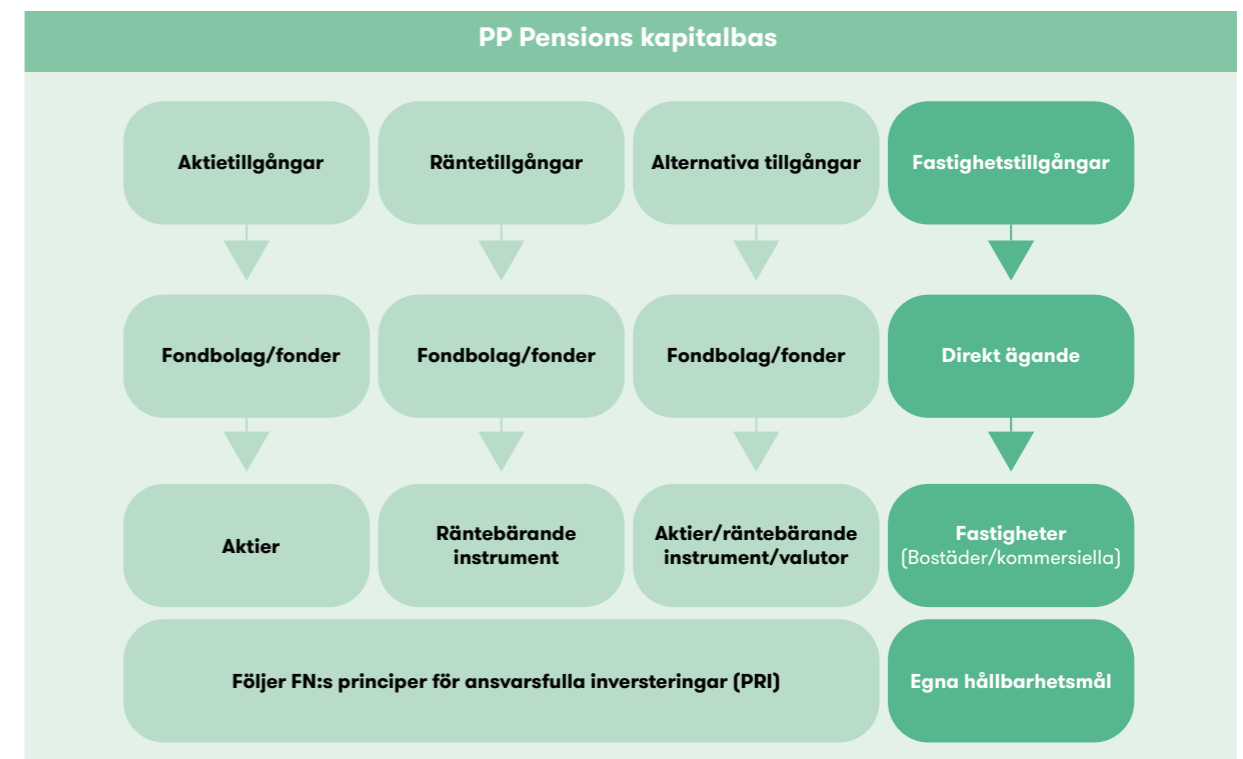 PP Pensions kapitalbas
Aktietillgångar
Räntetillgångar
Alternativa tillgångar
Fastighetstillgångar
Fondbolag/fonder
Fondbolag/fonder
Fondbolag/fonder
Direkt ägande
Aktier
Räntebärande
instrument
Aktier/räntebärande
instrument/valutor
Fastigheter
(Bostäder/kommersiella)
Följer FN:s principer för ansvarsfulla inversteringar (PRI)
Egna hållbarhetsmål